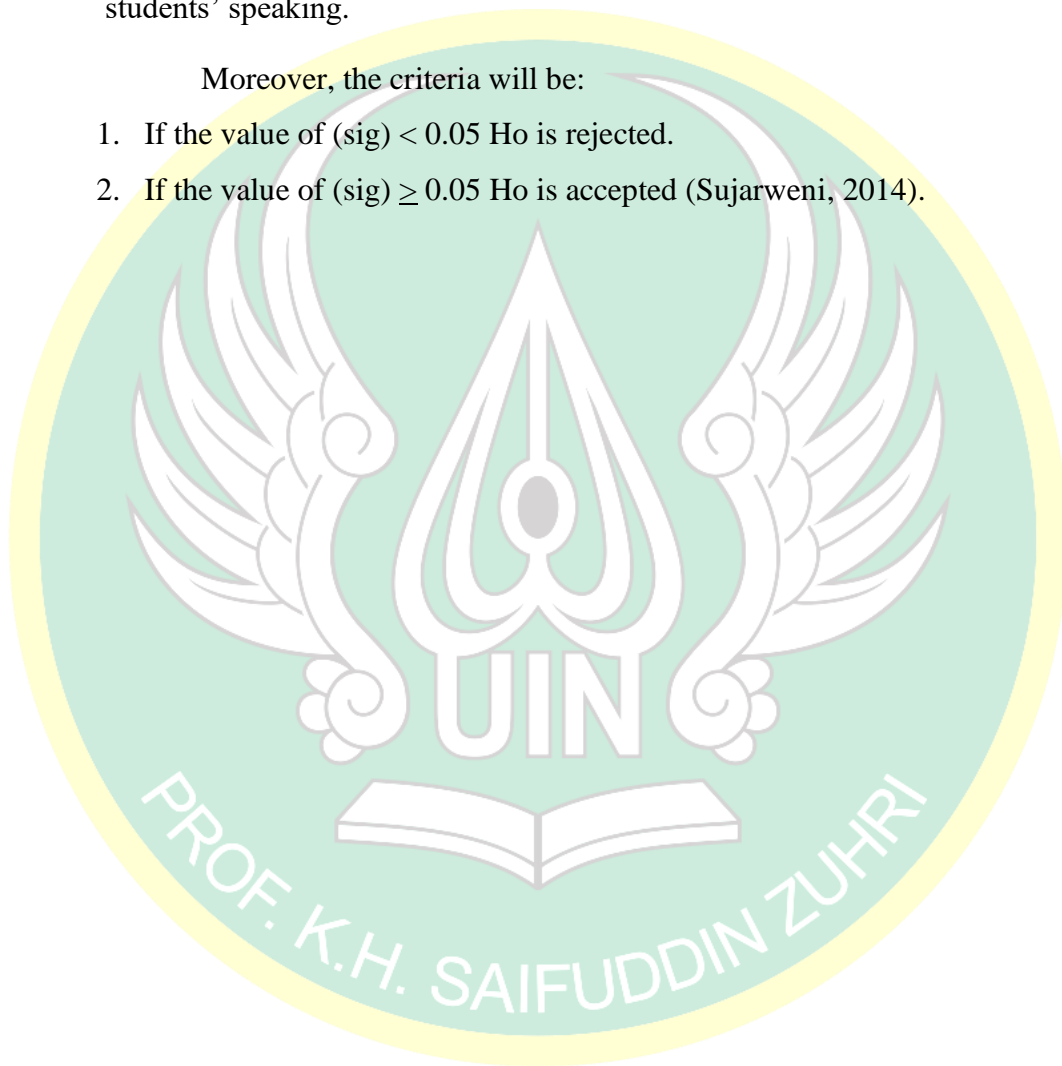 students’ speaking.
Moreover, the criteria will be:
1. If the value of (sig) < 0.05 Ho is rejected.
2. If the value of (sig) ≥ 0.05 Ho is accepted (Sujarweni, 2014).
UIN
PROF. K.H. SAIFUDDIN ZUHRI